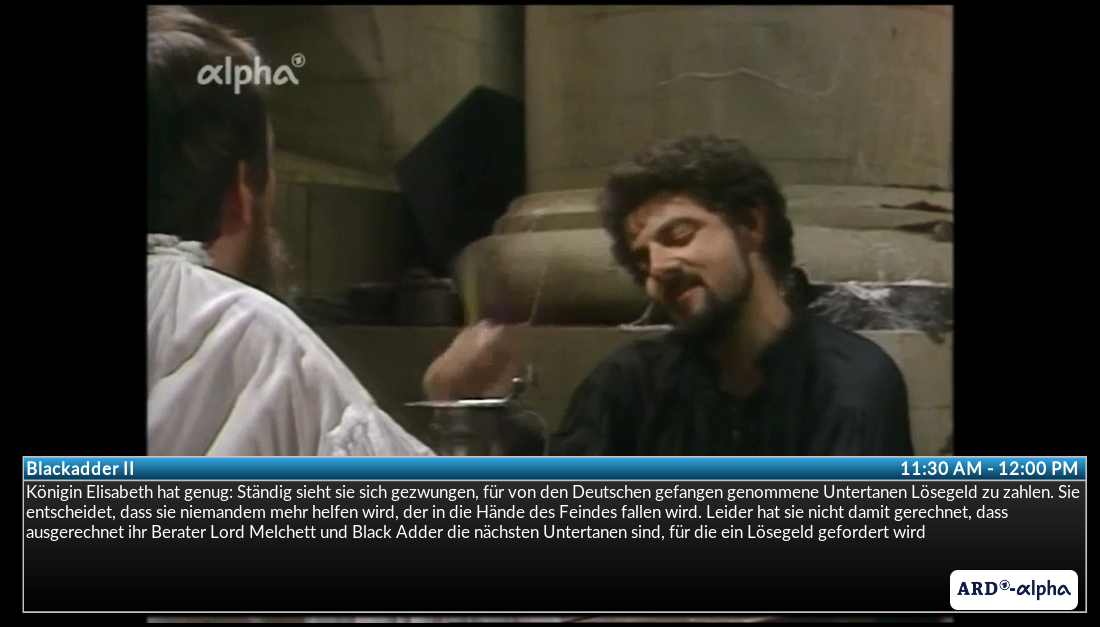 alpha
Blackadder II 11:30 AM - 12:00 PM
Königin Elisabeth hat genug: Ständig sieht sie sich gezwungen, für von den Deutschen gefangen genommene Untertanen Lösegeld zu zahlen. Sie
entscheidet, dass sie niemandem mehr helfen wird, der in die Hände des Feindes fallen wird. Leider hat sie nicht damit gerechnet, dass
ausgerechnet ihr Berater Lord Melchett und Black Adder die nächsten Untertanen sind, für die ein Lösegeld gefordert wird
ARD-alpha